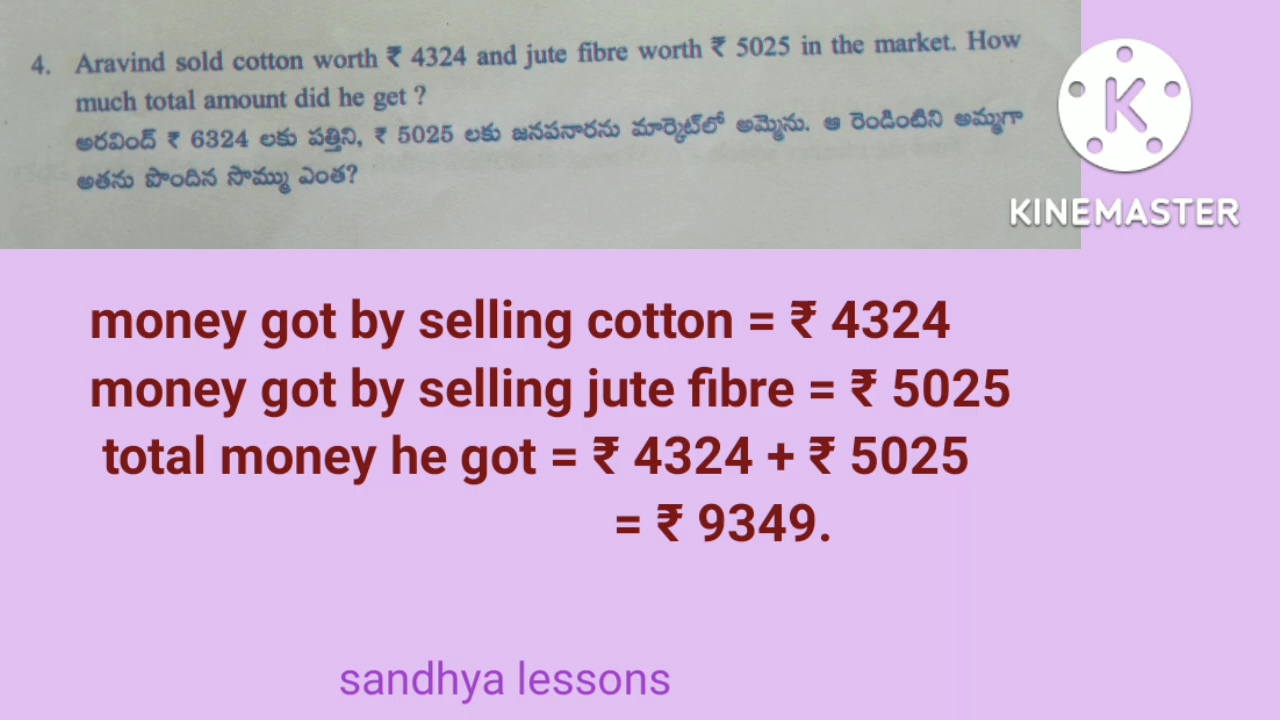 4. Aravind sold cotton worth ₹ 4324 and jute fibre worth ₹ 5025 in the market. How
much total amount did he get ?
అరవింద్ ₹ 6324 లకు పత్తిని, ₹ 5025 లకు జనపనారను మార్కెట్‌లో అమ్మెను. ఆ రెండింటిని అమ్మగా
అతను పొందిన సొమ్ము ఎంత?
K
KINEMASTER
money got by selling cotton = ₹ 4324
money got by selling jute fibre = ₹ 5025
total money he got = ₹ 4324 + ₹ 5025
= ₹ 9349.
sandhya lessons